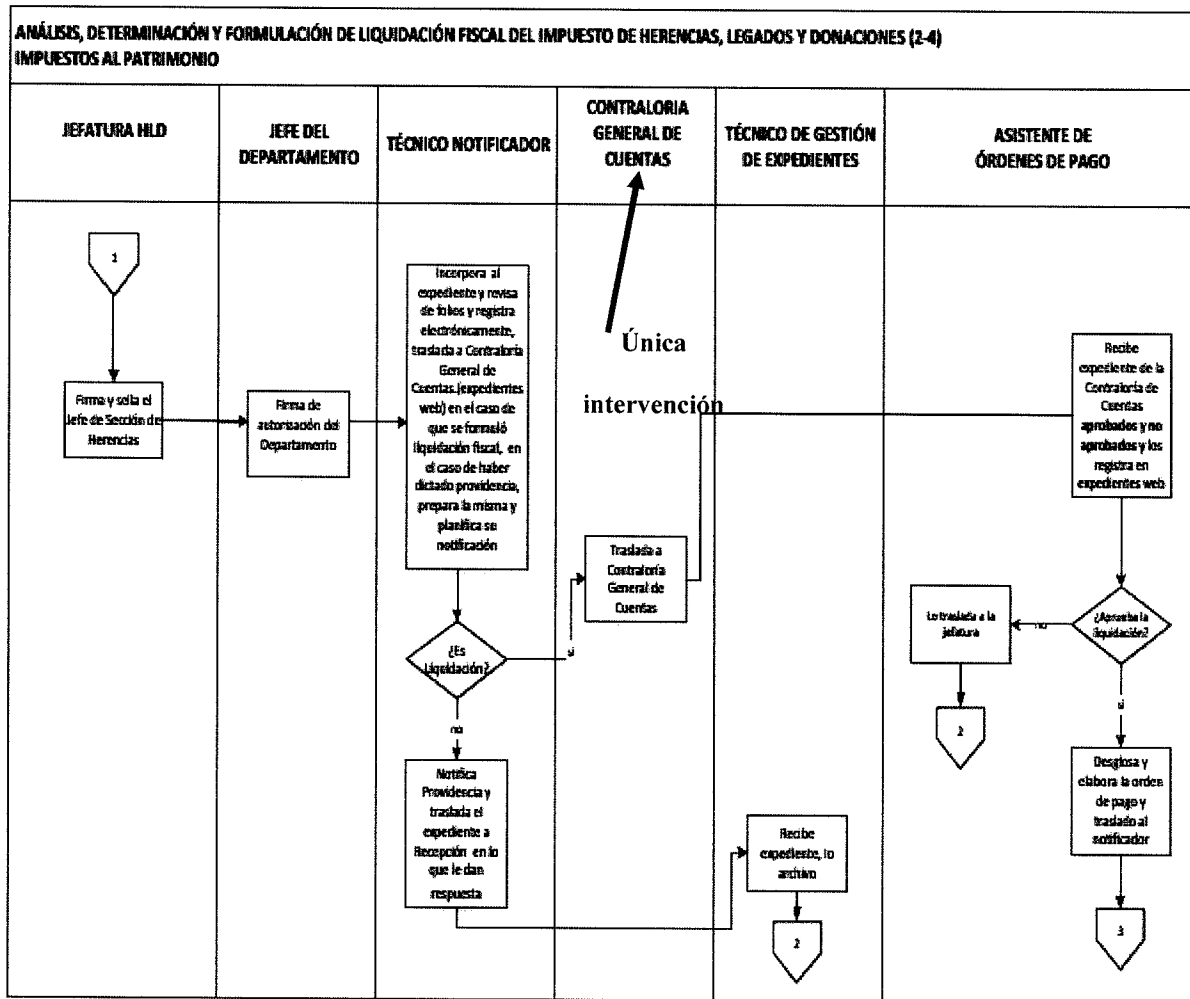 ANÁLISIS, DETERMINACIÓN Y FORMULACIÓN DE LIQUIDACIÓN FISCAL DEL IMPUESTO DE HERENCIAS, LEGADOS Y DONACIONES (2-4)
IMPUESTOS AL PATRIMONIO
JEFATURA HLD
JEFE DEL
DEPARTAMENTO
TÉCNICO NOTIFICADOR
CONTRALORIA
GENERAL DE
CUENTAS
TÉCNICO DE GESTIÓN
DE EXPEDIENTES
ASISTENTE DE
ÓRDENES DE PAGO
1
Firma y sella el
Jefe de Sección de
Herencias
Firma de
autorización del
Departamento
Incorpora al
expediente y revisa
de folios y registra
electrónicamente,
traslada a Contraloría
General de
Cuentas.(expedientes
web) en el caso de
que se formuló
liquidación fiscal, en
el caso de haber
dictado providencia,
prepara la misma y
planifica su
notificación
¿Es
Liquidación?
si
no
Notifica
Providencia y
traslada el
expediente a
Recepción en lo
que le dan
respuesta
Única
intervención
Traslada a
Contraloría
General de
Cuentas
Recibe
expediente, lo
archivo
2
Recibe
expediente de la
Contraloría de
Cuentas
aprobados y no
aprobados y los
registra en
expedientes web
¿Aprueba la
liquidación?
no
Lo traslada a la
jefatura
2
si
Desglosa y
elabora la orden
de pago y
traslado al
notificador
3